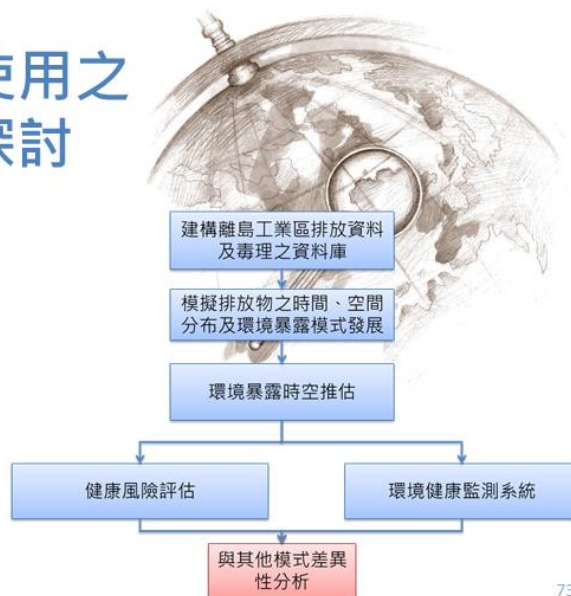 使用之
探討
建構離島工業區排放資料
及毒理之資料庫
模擬排放物之時間、空間
分布及環境暴露模式發展
環境暴露時空推估
健康風險評估
環境健康監測系統
與其他模式差異
性分析
73